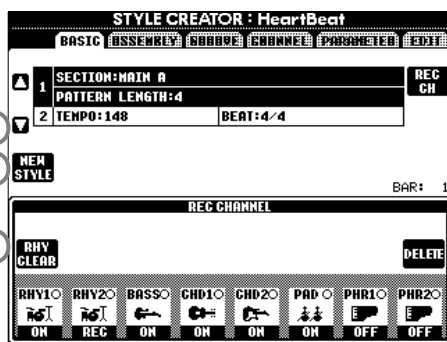 STYLE CREATOR : HeartBeat
BASIC ASSEMBLY GROOVE CHANNEL PARAMETER EDIT
1 SECTION:MAIN A
PATTERN LENGTH:4
REC CH
2 TEMPO:148 BEAT:4/4
NEW STYLE
BAR: 1
REC CHANNEL
RHY CLEAR
DELETE
RHY1 RHY2 BASS CHD1 CHD2 PAD PHR1 PHR2
ON REC ON ON ON ON OFF OFF